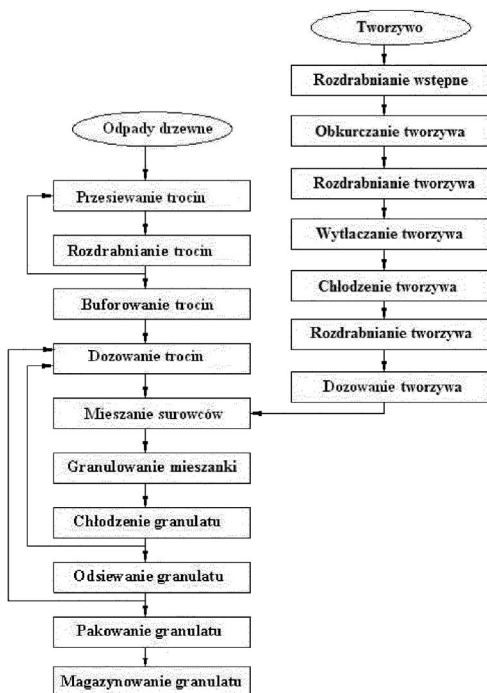 Tworzywo
Rozdrabnianie wstępne
Obkurczanie tworzywa
Rozdrabnianie tworzywa
Wytłaczanie tworzywa
Chłodzenie tworzywa
Rozdrabnianie tworzywa
Dozowanie tworzywa
Odpady drzewne
Przesiewanie trocin
Rozdrabnianie trocin
Buforowanie trocin
Dozowanie trocin
Mieszanie surowców
Granulowanie mieszanki
Chłodzenie granulatu
Odsiewanie granulatu
Pakowanie granulatu
Magazynowanie granulatu